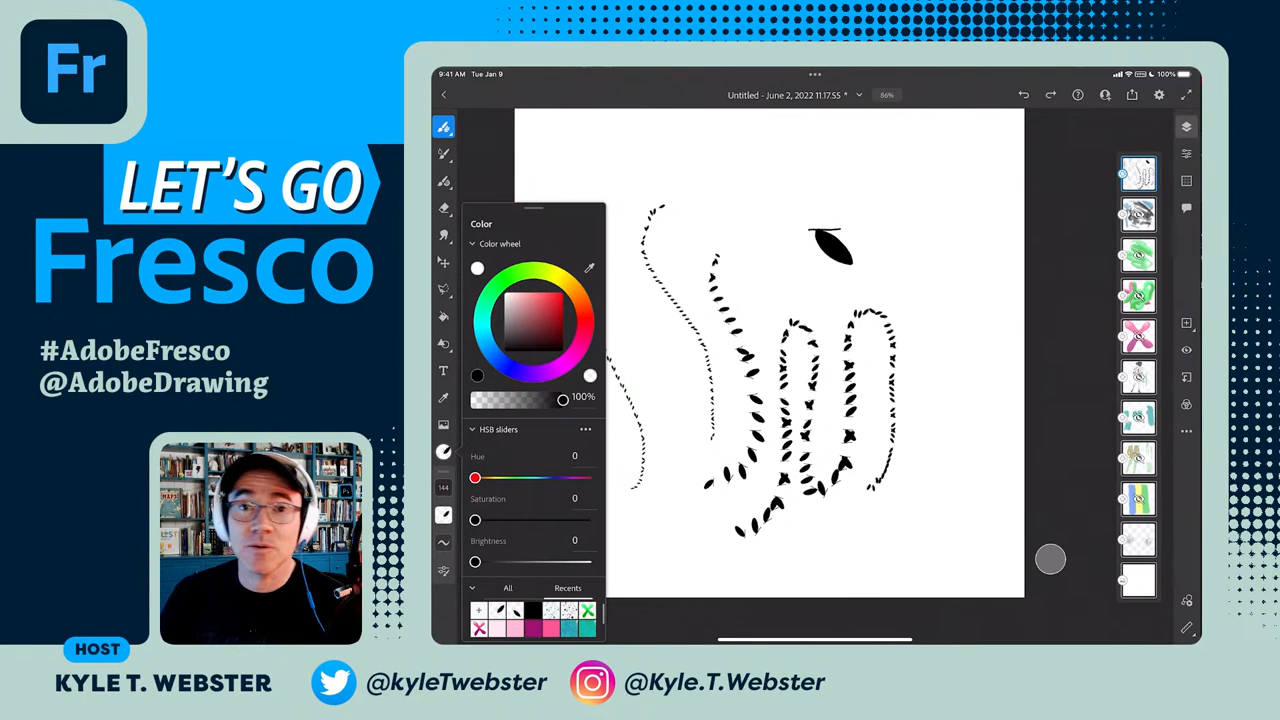 Fr
LET'S GO
Fresco
#AdobeFresco
@AdobeDrawing
9:41 AM Tue Jan 9
100%
Untitled - June 2, 2022 11.17.55 *
86%
Color
Color wheel
100%
HSB sliders
Hue
0
Saturation
0
Brightness
0
All
Recents
144
T
HOST
KYLE T. WEBSTER
@kyleTwebster
@Kyle.T.Webster